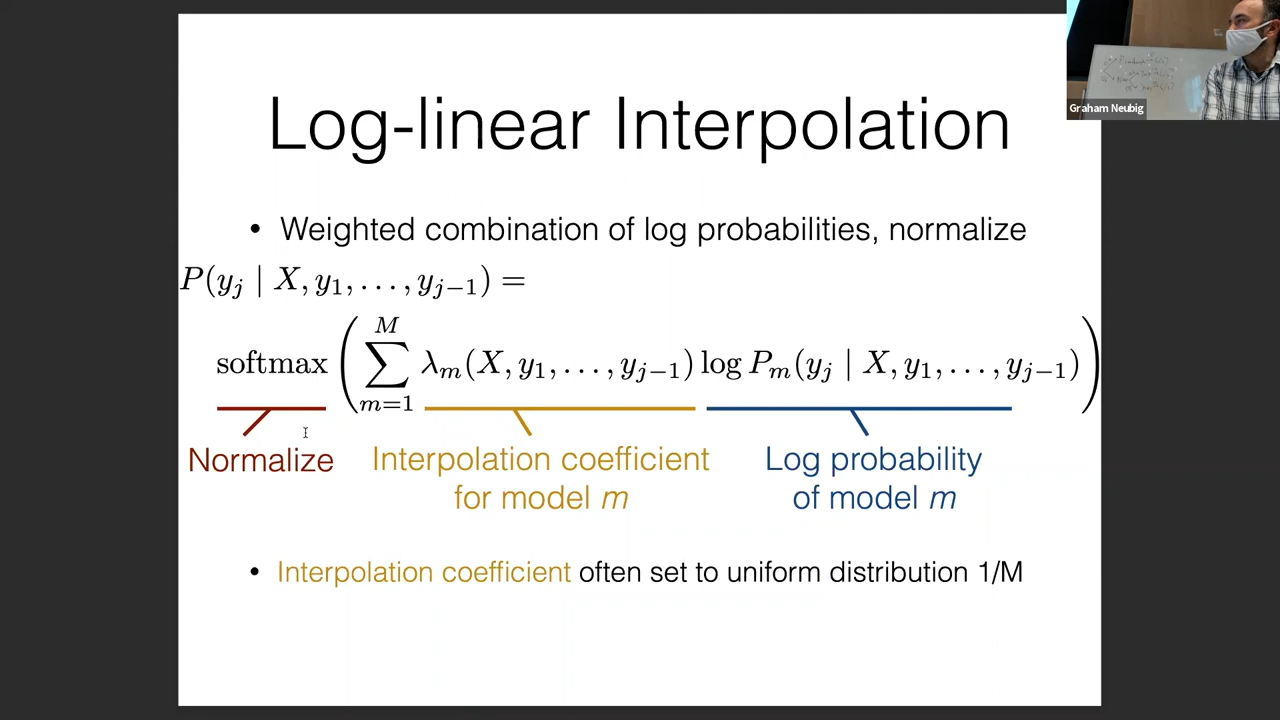 Log-linear Interpolation
• Weighted combination of log probabilities, normalize
P(y_j | X, y_1, …, y_{j−1}) =
softmax ( ∑_{m=1}^{M} λ_m(X, y_1, …, y_{j−1}) log P_m(y_j | X, y_1, …, y_{j−1}) )
Normalize
Interpolation coefficient
for model m
Log probability
of model m
• Interpolation coefficient often set to uniform distribution 1/M
Graham Neubig